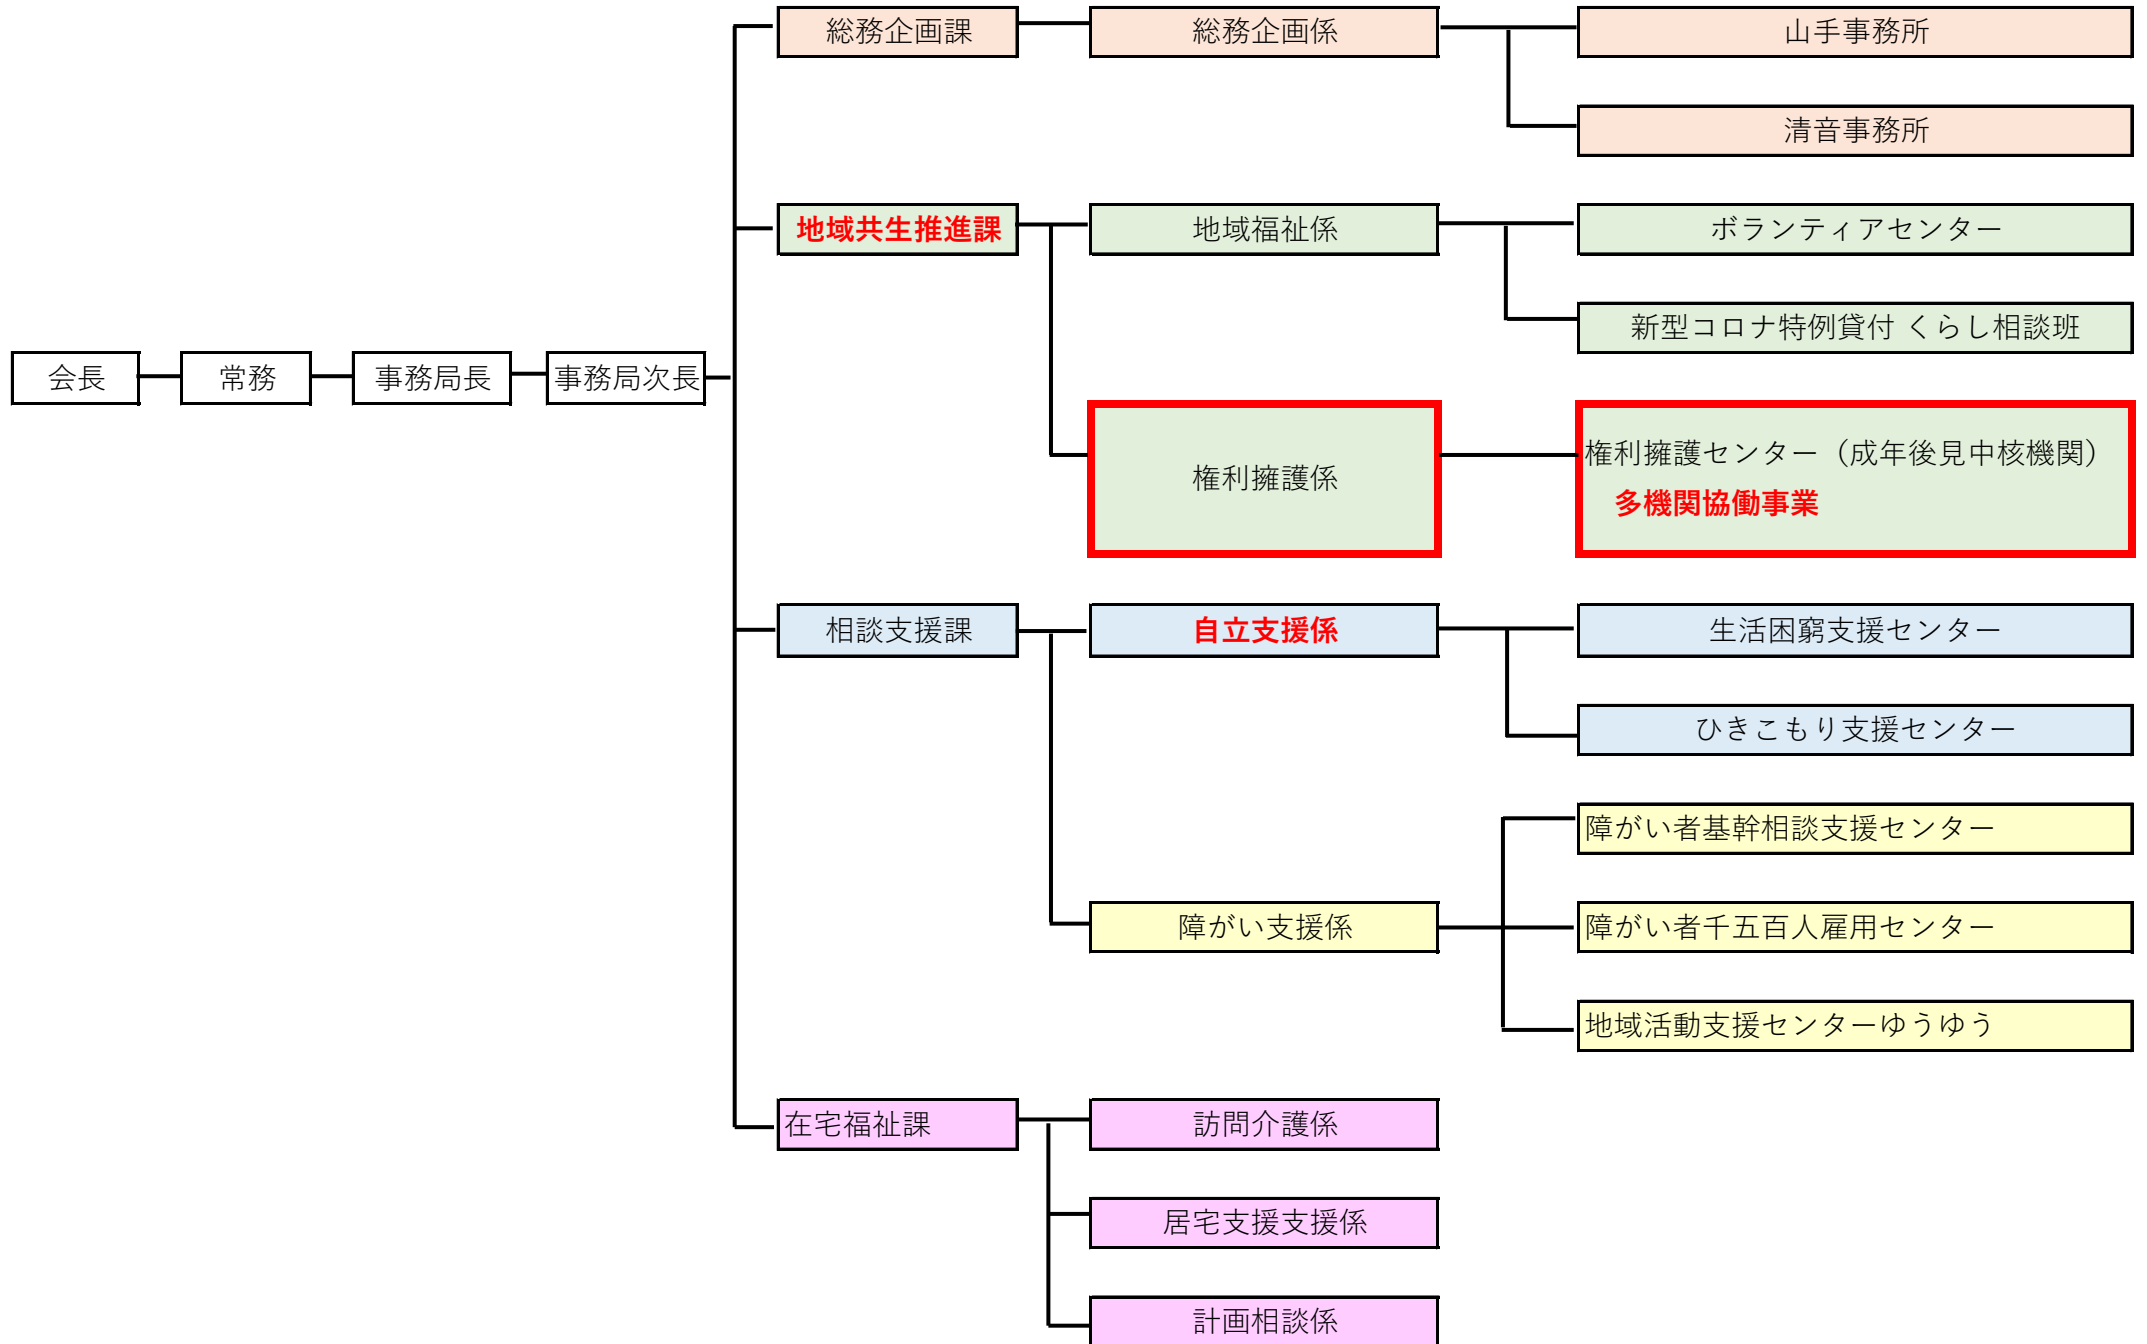 総務企画課
総務企画係
山手事務所
清音事務所
地域共生推進課
地域福祉係
ボランティアセンター
新型コロナ特例貸付 くらし相談班
会長
常務
事務局長
事務局次長
権利擁護係
権利擁護センター（成年後見中核機関）
多機関協働事業
相談支援課
自立支援係
生活困窮支援センター
ひきこもり支援センター
障がい者基幹相談支援センター
障がい支援係
障がい者千五百人雇用センター
地域活動支援センターゆうゆう
在宅福祉課
訪問介護係
居宅支援支援係
計画相談係